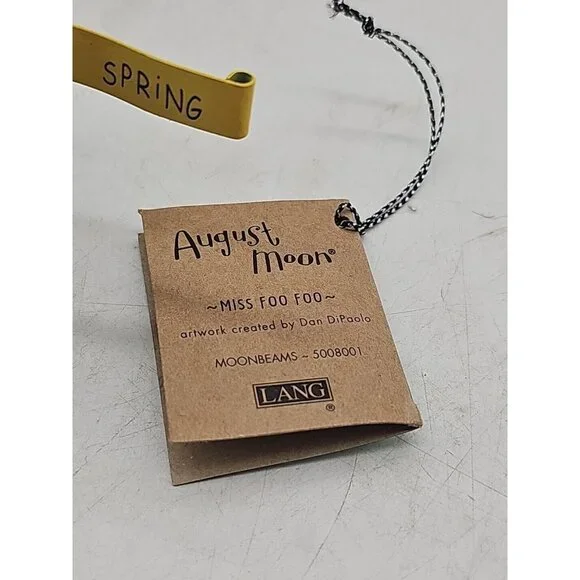 SPRiNG
August
Moon®
~MISS FOO FOO~
artwork created by Dan DiPaolo
MOONBEAMS ~ 5008001
LANG
®